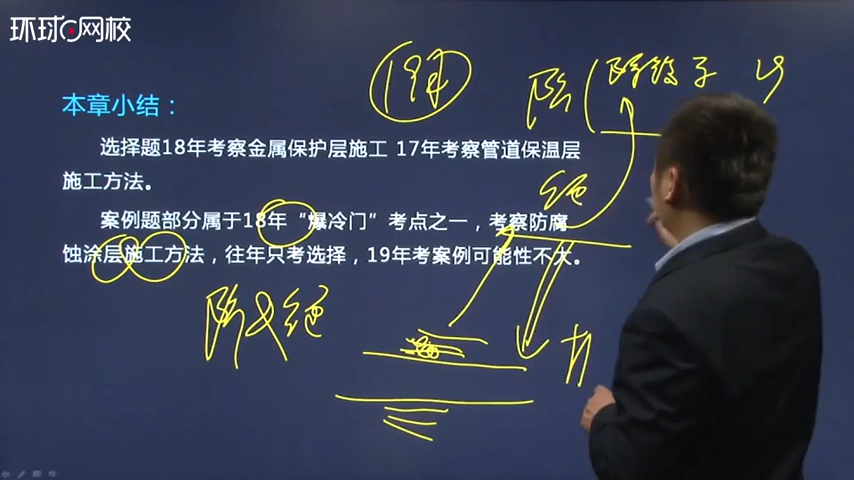 环球网校
19年
本章小结：
选择题18年考察金属保护层施工 17年考察管道保温层
施工方法。
案例题部分属于18年“爆冷门”考点之一，考察防腐
蚀涂层施工方法，往年只考选择，19年考案例可能性不大。